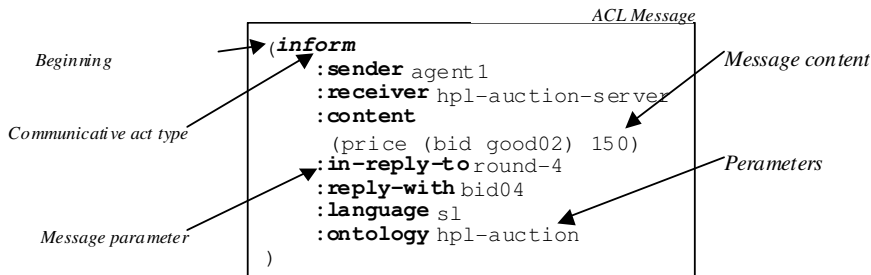 ACL Message
Beginning
(inform
:sender agent1
:receiver hpl-auction-server
:content
(price (bid good02) 150)
:in-reply-to round-4
:reply-with bid04
:language sl
:ontology hpl-auction
)
Communicative act type
Message parameter
Message content
Perameters